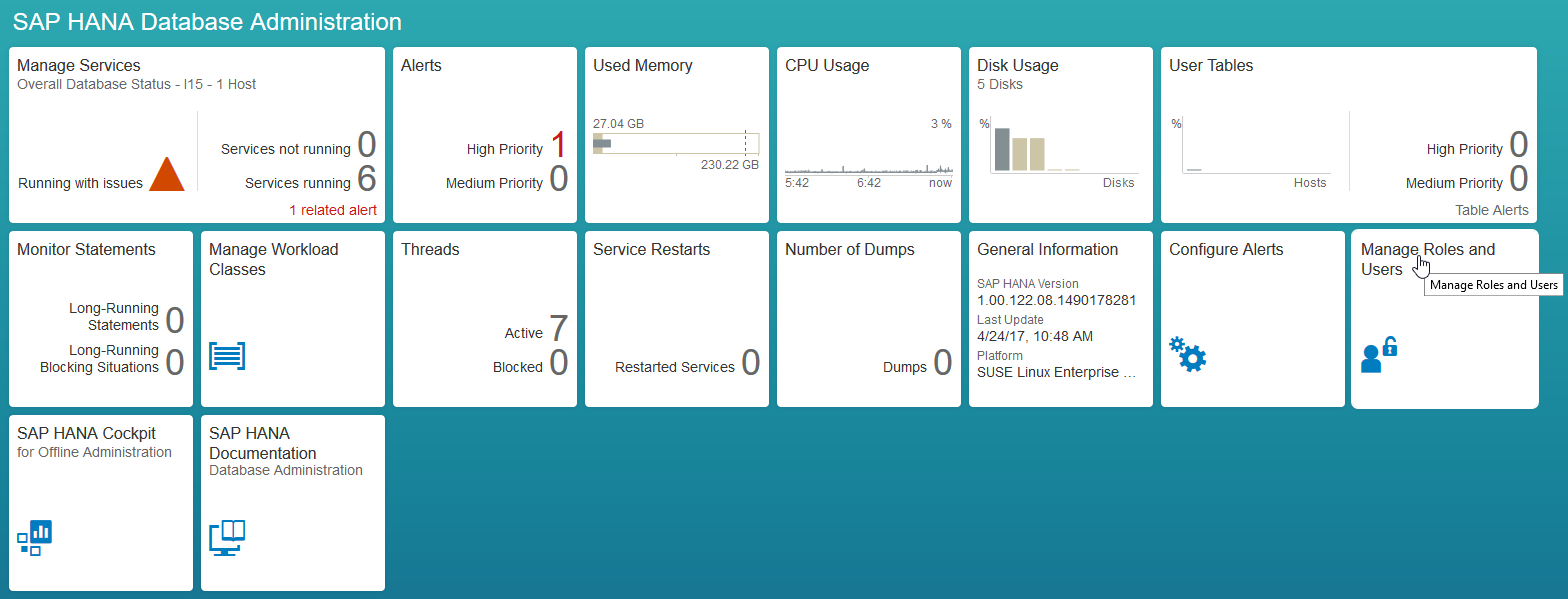 SAP HANA Database Administration
Manage Services
Overall Database Status - I15 - 1 Host
Running with issues
Services not running 0
Services running 6
1 related alert
Alerts
High Priority 1
Medium Priority 0
Used Memory
27.04 GB
230.22 GB
CPU Usage
3 %
5:42 6:42 now
Disk Usage
5 Disks
%
Disks
User Tables
%
Hosts
High Priority 0
Medium Priority 0
Table Alerts
Monitor Statements
Long-Running
Statements 0
Long-Running
Blocking Situations 0
Manage Workload
Classes
Threads
Active 7
Blocked 0
Service Restarts
Restarted Services 0
Number of Dumps
Dumps 0
General Information
SAP HANA Version
1.00.122.08.1490178281
Last Update
4/24/17, 10:48 AM
Platform
SUSE Linux Enterprise ...
Configure Alerts
Manage Roles and
Users
Manage Roles and Users
SAP HANA Cockpit
for Offline Administration
SAP HANA
Documentation
Database Administration